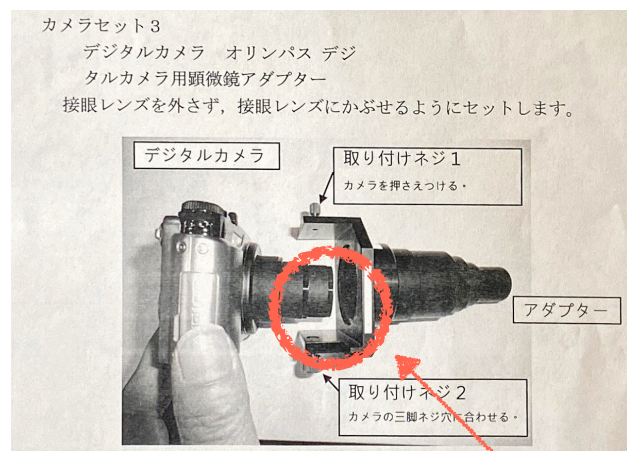 カメラセット３
デジタルカメラ　オリンパス デジ
タルカメラ用顕微鏡アダプター
接眼レンズを外さず，接眼レンズにかぶせるようにセットします。
デジタルカメラ
取り付けネジ１
カメラを押さえつける。
アダプター
取り付けネジ２
カメラの三脚ネジ穴に合わせる。